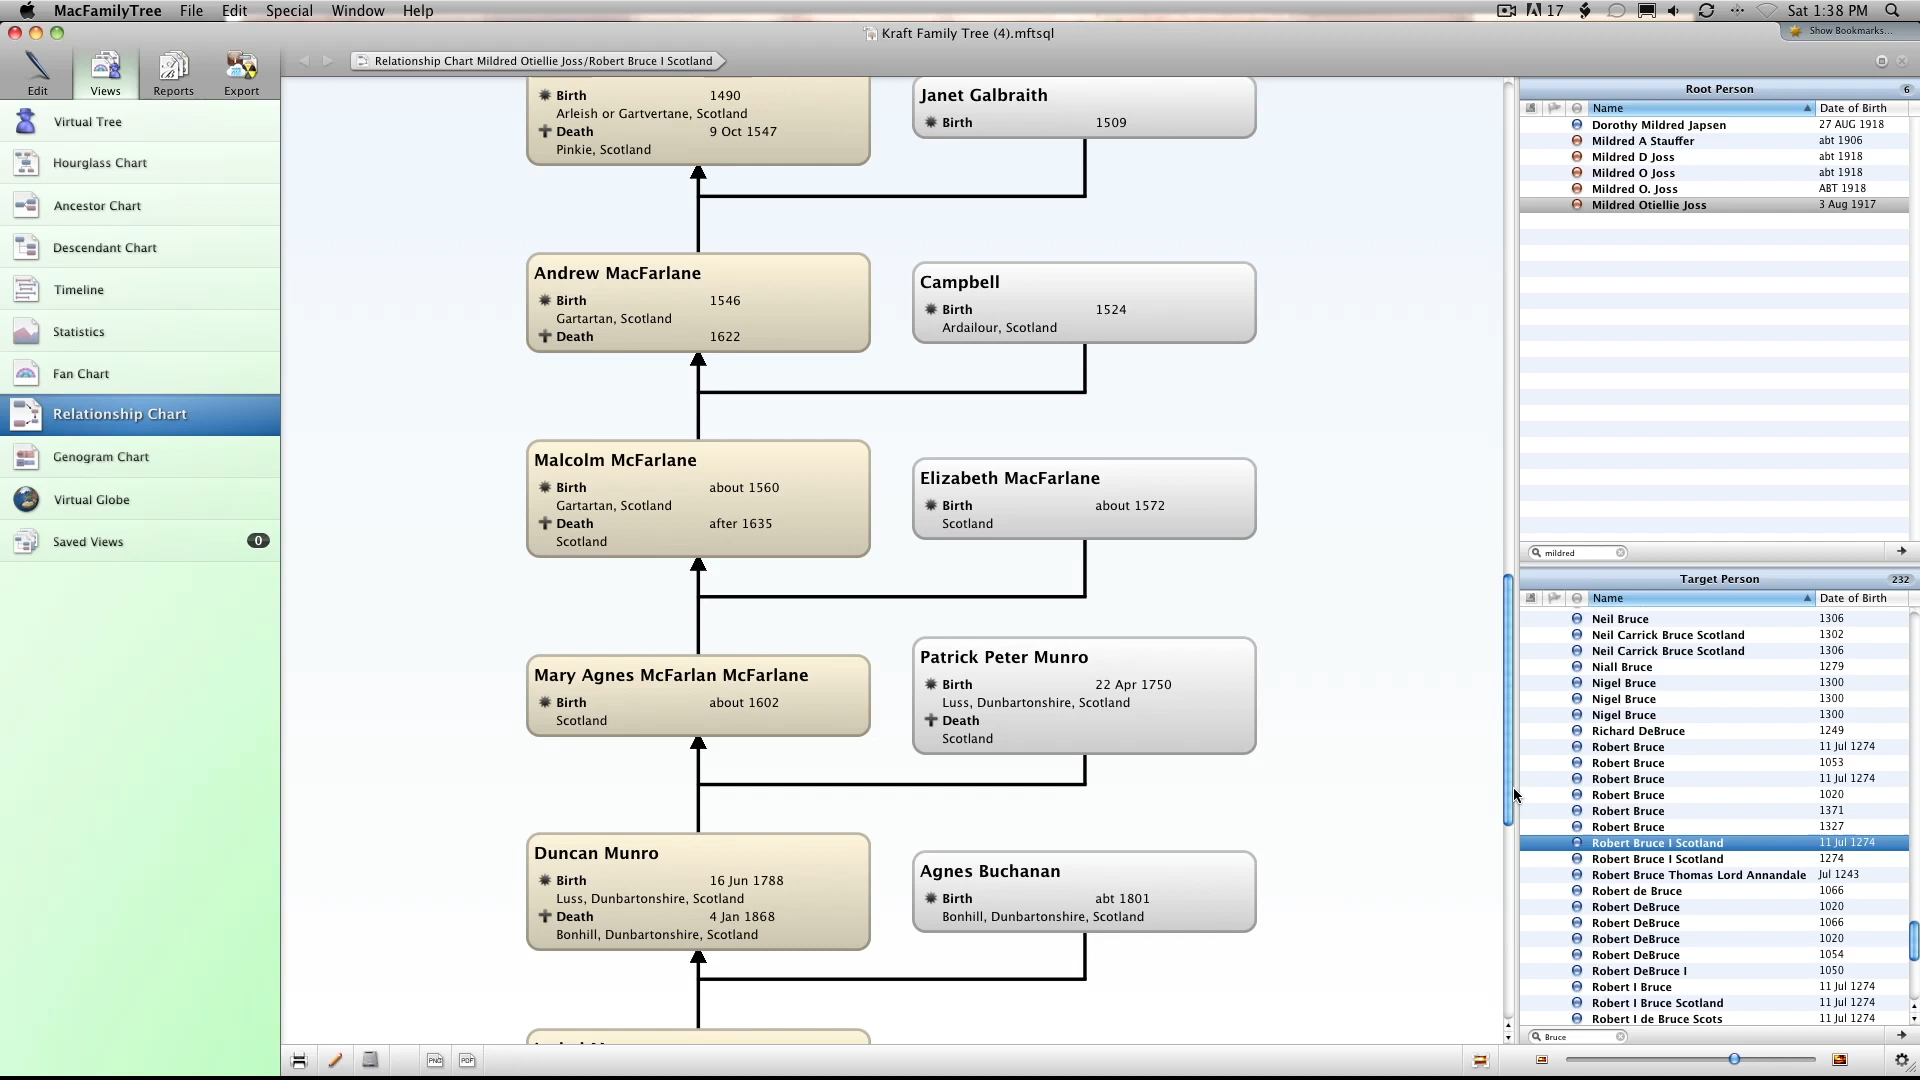 MacFamilyTree File Edit Special Window Help
17 Sat 1:38 PM
Kraft Family Tree (4).mftsql
Show Bookmarks...
Edit Views Reports Export
Relationship Chart Mildred Otiellie Joss/Robert Bruce I Scotland
Virtual Tree
Hourglass Chart
Ancestor Chart
Descendant Chart
Timeline
Statistics
Fan Chart
Relationship Chart
Genogram Chart
Virtual Globe
Saved Views 0
Birth 1490
Arleish or Gartvertane, Scotland
Death 9 Oct 1547
Pinkie, Scotland
Janet Galbraith
Birth 1509
Andrew MacFarlane
Birth 1546
Gartartan, Scotland
Death 1622
Campbell
Birth 1524
Ardailour, Scotland
Malcolm McFarlane
Birth about 1560
Gartartan, Scotland
Death after 1635
Scotland
Elizabeth MacFarlane
Birth about 1572
Scotland
Mary Agnes McFarlan McFarlane
Birth about 1602
Scotland
Patrick Peter Munro
Birth 22 Apr 1750
Luss, Dunbartonshire, Scotland
Death
Scotland
Duncan Munro
Birth 16 Jun 1788
Luss, Dunbartonshire, Scotland
Death 4 Jan 1868
Bonhill, Dunbartonshire, Scotland
Agnes Buchanan
Birth abt 1801
Bonhill, Dunbartonshire, Scotland
PNG PDF
Root Person 6
Name Date of Birth
Dorothy Mildred Japsen 27 AUG 1918
Mildred A Stauffer abt 1906
Mildred D Joss abt 1918
Mildred O Joss abt 1918
Mildred O. Joss ABT 1918
Mildred Otiellie Joss 3 Aug 1917
mildred
Target Person 232
Name Date of Birth
Neil Bruce 1306
Neil Carrick Bruce Scotland 1302
Neil Carrick Bruce Scotland 1306
Niall Bruce 1279
Nigel Bruce 1300
Nigel Bruce 1300
Nigel Bruce 1300
Richard DeBruce 1249
Robert Bruce 11 Jul 1274
Robert Bruce 1053
Robert Bruce 11 Jul 1274
Robert Bruce 1020
Robert Bruce 1371
Robert Bruce 1327
Robert Bruce I Scotland 11 Jul 1274
Robert Bruce I Scotland 1274
Robert Bruce Thomas Lord Annandale Jul 1243
Robert de Bruce 1066
Robert DeBruce 1020
Robert DeBruce 1066
Robert DeBruce 1020
Robert DeBruce 1054
Robert DeBruce I 1050
Robert I Bruce 11 Jul 1274
Robert I Bruce Scotland 11 Jul 1274
Robert I de Bruce Scots 11 Jul 1274
Bruce